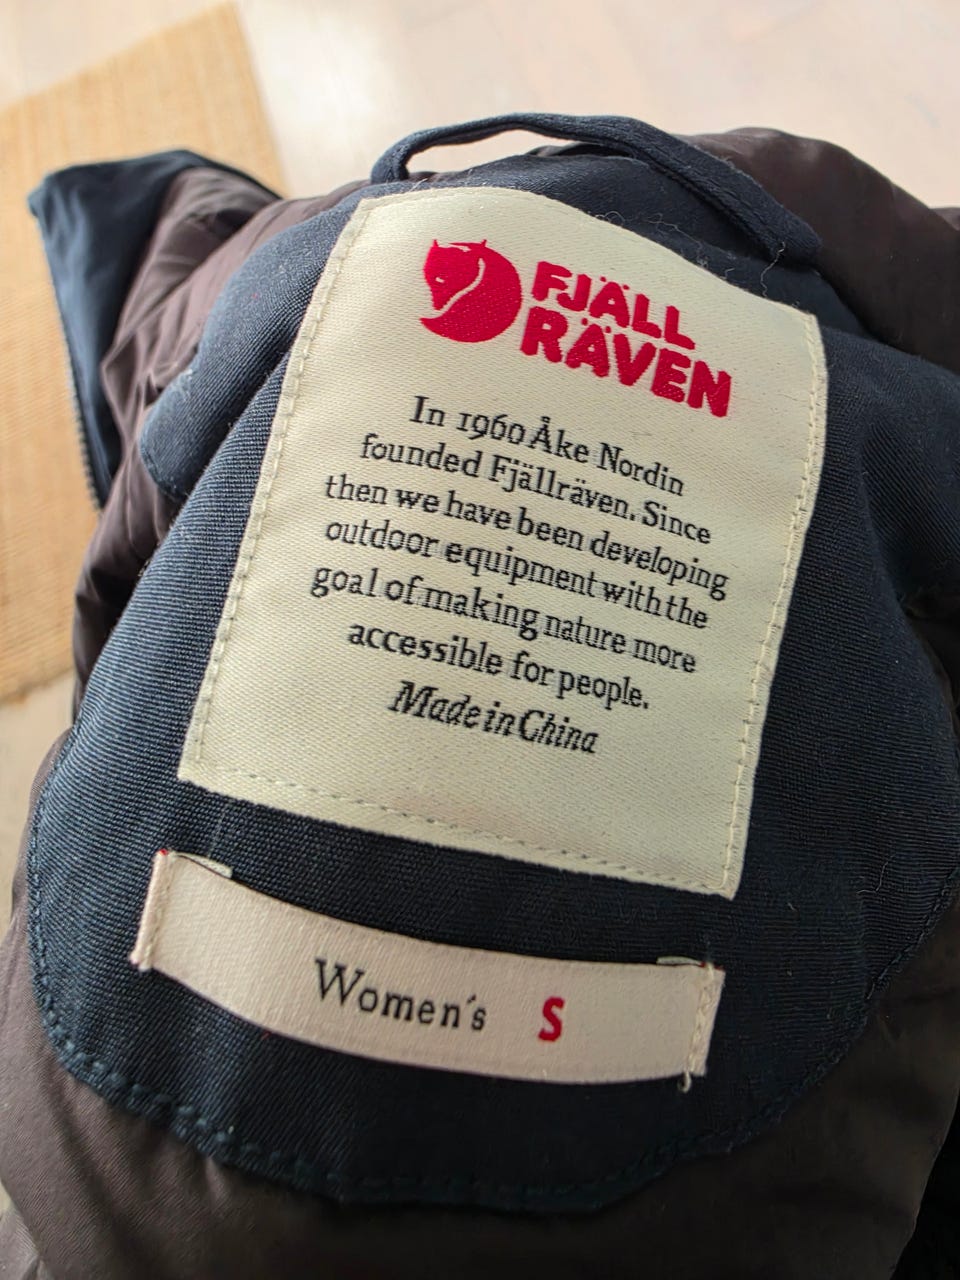 FJÄLL
RÄVEN
In 1960 Åke Nordin
founded Fjällräven. Since
then we have been developing
outdoor equipment with the
goal of making nature more
accessible for people.
Made in China
Women's S